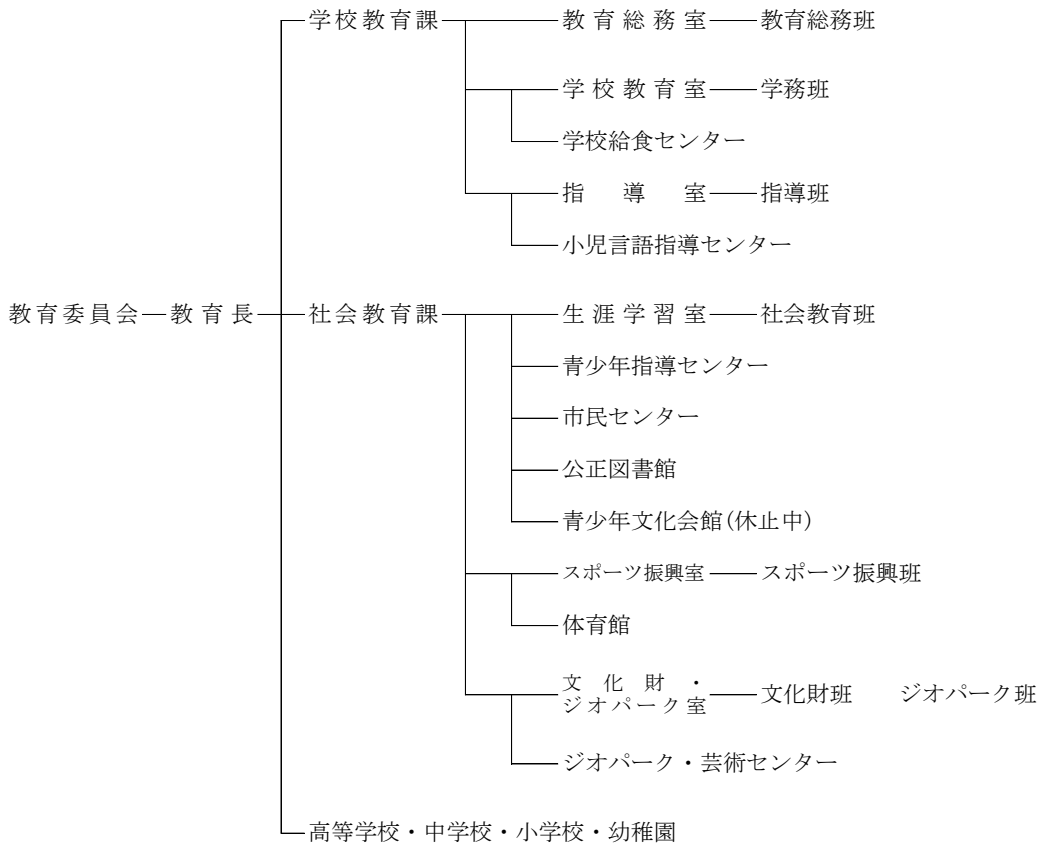 学校教育課 教育総務室 教育総務班
学校教育室 学務班
学校給食センター
指導室 指導班
小児言語指導センター
教育委員会 教育長 社会教育課 生涯学習室 社会教育班
青少年指導センター
市民センター
公正図書館
青少年文化会館(休止中)
スポーツ振興室 スポーツ振興班
体育館
文化財・
ジオパーク室 文化財班 ジオパーク班
ジオパーク・芸術センター
高等学校・中学校・小学校・幼稚園